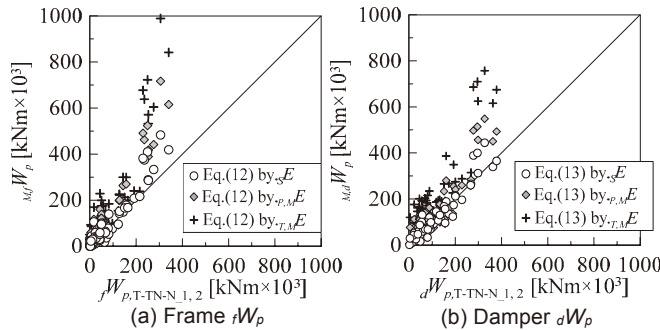 (a)
1000
800
600
400
200
0
M,fWp [kNm×10³]
Eq.(12) by.SE
Eq.(12) by.P,ME
Eq.(12) by.T,ME
0 200 400 600 800 1000
fWp,T-TN-N_1, 2 [kNm×10³]
(a) Frame fWp
(b)
1000
800
600
400
200
0
M,dWp [kNm×10³]
Eq.(13) by.SE
Eq.(13) by.P,ME
Eq.(13) by.T,ME
0 200 400 600 800 1000
dWp,T-TN-N_1, 2 [kNm×10³]
(b) Damper dWp